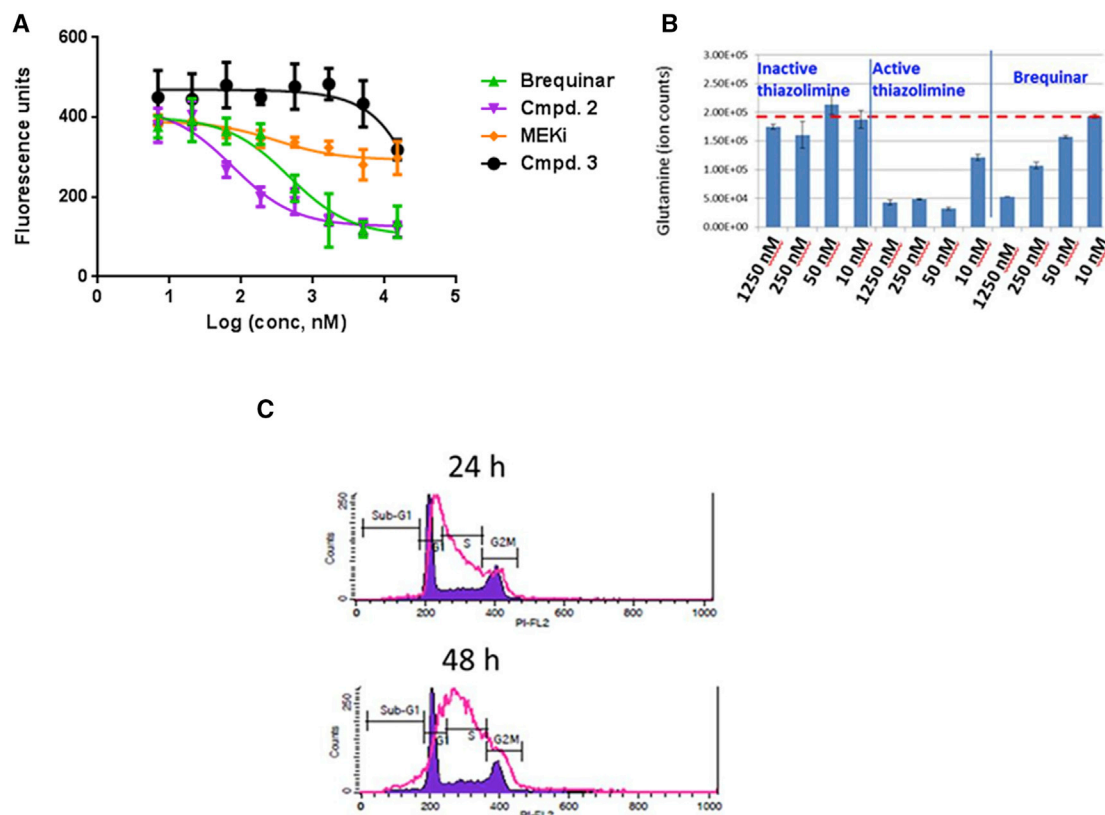 A
600
400
200
0
Fluorescence units
0 1 2 3 4 5
Log (conc, nM)
Brequinar
Cmpd. 2
MEKi
Cmpd. 3
B
3.00E+05
2.50E+05
2.00E+05
1.50E+05
1.00E+05
5.00E+04
0.00E+00
Glutamine (ion counts)
Inactive
thiazolimine
Active
thiazolimine
Brequinar
1250 nM
250 nM
50 nM
10 nM
1250 nM
250 nM
50 nM
10 nM
1250 nM
250 nM
50 nM
10 nM
C
24 h
250
0
Counts
Sub-G1
G1
S
G2M
0 200 400 600 800 1000
PI-FL2
48 h
250
0
Counts
Sub-G1
G1
S
G2M
0 200 400 600 800 1000
PI-FL2